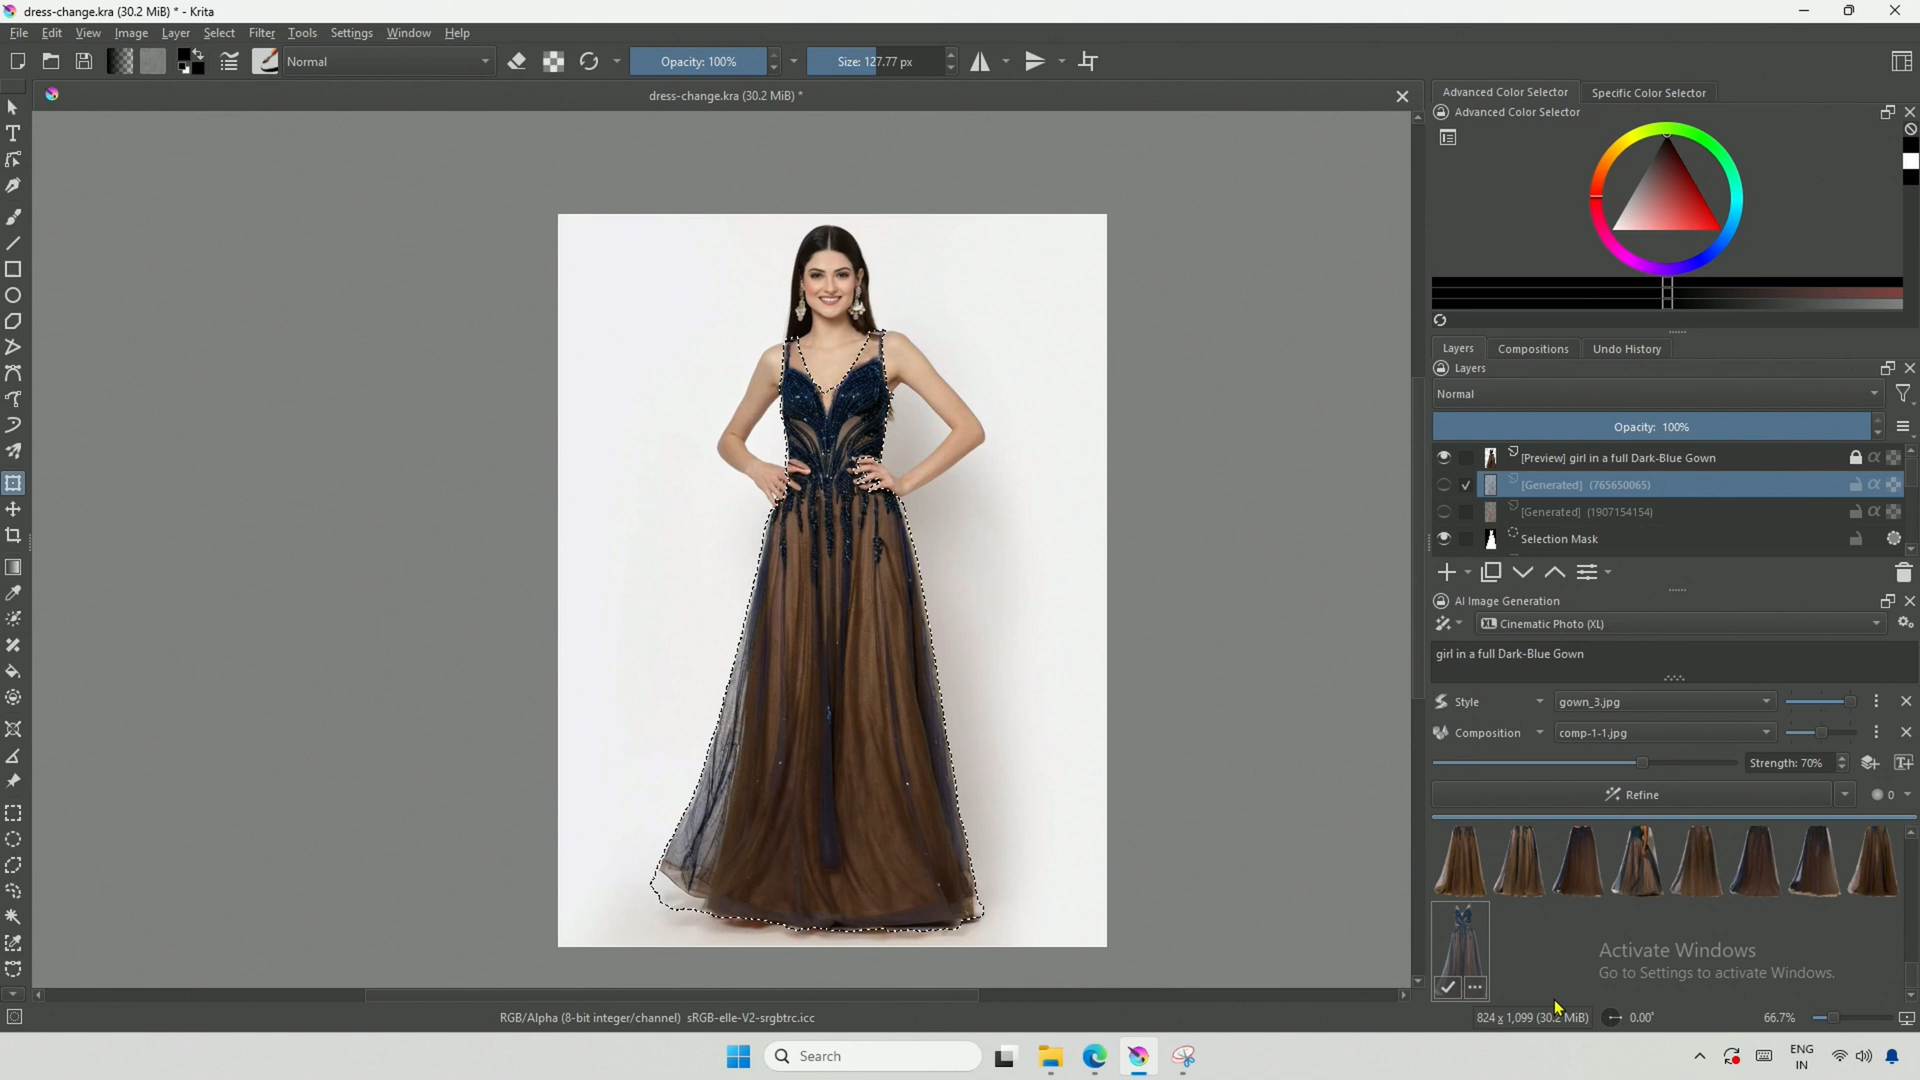 dress-change.kra (30.2 MiB) * - Krita
File Edit View Image Layer Select Filter Tools Settings Window Help
Normal
Opacity: 100%
Size: 127.77 px
dress-change.kra (30.2 MiB) *
Advanced Color Selector
Specific Color Selector
Advanced Color Selector
Layers Compositions Undo History
Layers
Normal
Opacity: 100%
[Preview] girl in a full Dark-Blue Gown
[Generated] (765650065)
[Generated] (1907154154)
Selection Mask
AI Image Generation
XL Cinematic Photo (XL)
girl in a full Dark-Blue Gown
Style gown_3.jpg
Composition comp-1-1.jpg
Strength: 70%
Refine 0
Activate Windows
Go to Settings to activate Windows.
RGB/Alpha (8-bit integer/channel) sRGB-elle-V2-srgbtrc.icc
824 x 1,099 (30.2 MiB) 0.00° 66.7%
Search
ENG
IN